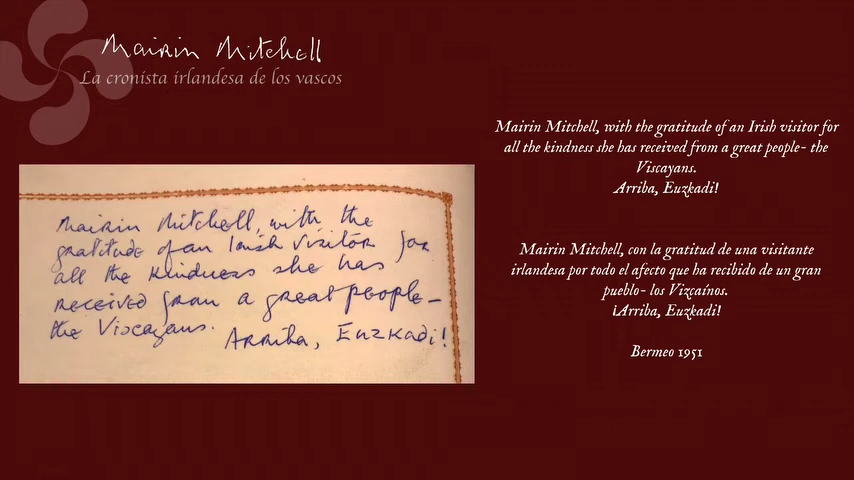 Mairin Mitchell
La cronista irlandesa de los vascos
Mairin Mitchell, with the
gratitude of an Irish visitor for
all the kindness she has
received from a great people-
the Viscayans.
Arriba, Euzkadi!
Mairin Mitchell, with the gratitude of an Irish visitor for
all the kindness she has received from a great people- the
Viscayans.
Arriba, Euzkadi!
Mairin Mitchell, con la gratitud de una visitante
irlandesa por todo el afecto que ha recibido de un gran
pueblo- los Vizcaínos.
¡Arriba, Euzkadi!
Bermeo 1951